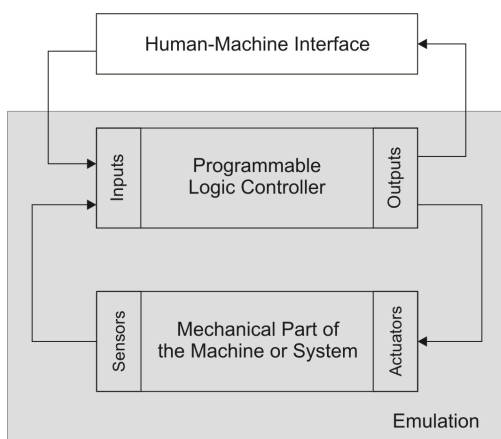 Human-Machine Interface
Inputs
Programmable
Logic Controller
Outputs
Sensors
Mechanical Part of
the Machine or System
Actuators
Emulation